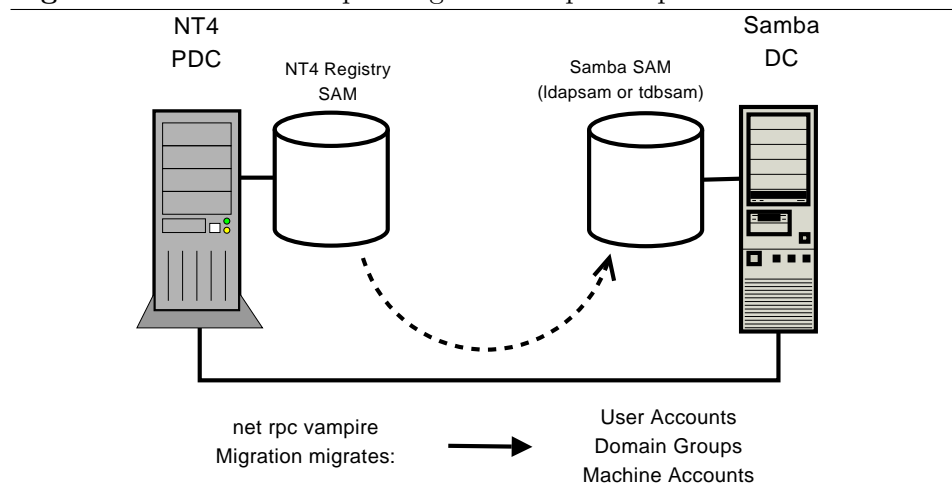 NT4
PDC
NT4 Registry
SAM
Samba SAM
(ldapsam or tdbsam)
Samba
DC
net rpc vampire
Migration migrates:
User Accounts
Domain Groups
Machine Accounts